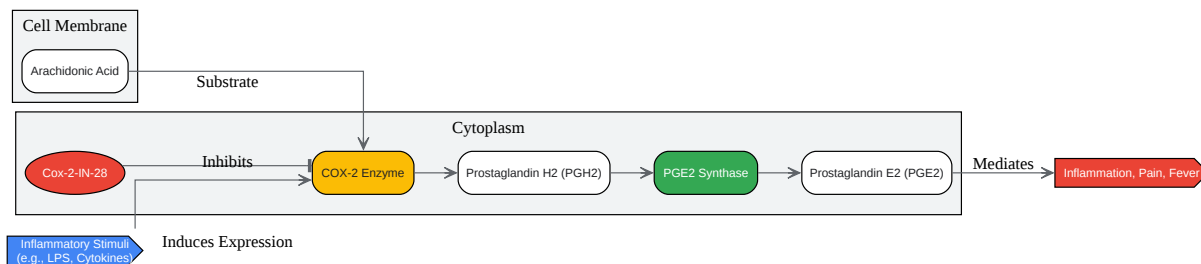 Cell Membrane
Arachidonic Acid
Substrate
Cytoplasm
Cox-2-IN-28
Inhibits
COX-2 Enzyme
Prostaglandin H2 (PGH2)
PGE2 Synthase
Prostaglandin E2 (PGE2)
Mediates
Inflammation, Pain, Fever
Inflammatory Stimuli
(e.g., LPS, Cytokines)
Induces Expression